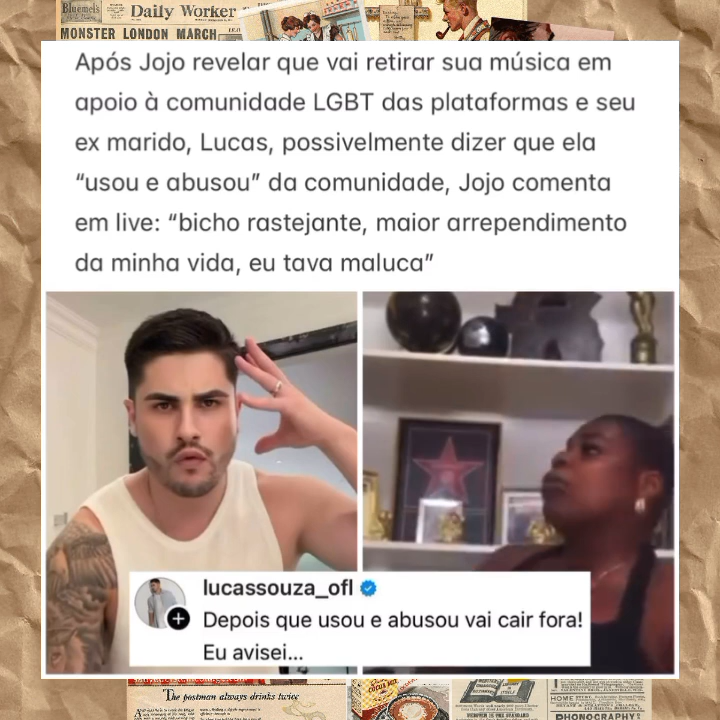 Bluemels
Daily Worker
MONSTER LONDON MARCH
Após Jojo revelar que vai retirar sua música em
apoio à comunidade LGBT das plataformas e seu
ex marido, Lucas, possivelmente dizer que ela
“usou e abusou” da comunidade, Jojo comenta
em live: “bicho rastejante, maior arrependimento
da minha vida, eu tava maluca”
lucassouza_ofl
Depois que usou e abusou vai cair fora!
Eu avisei...
The postman always drinks twice
HOME
PHONOGRAPHY